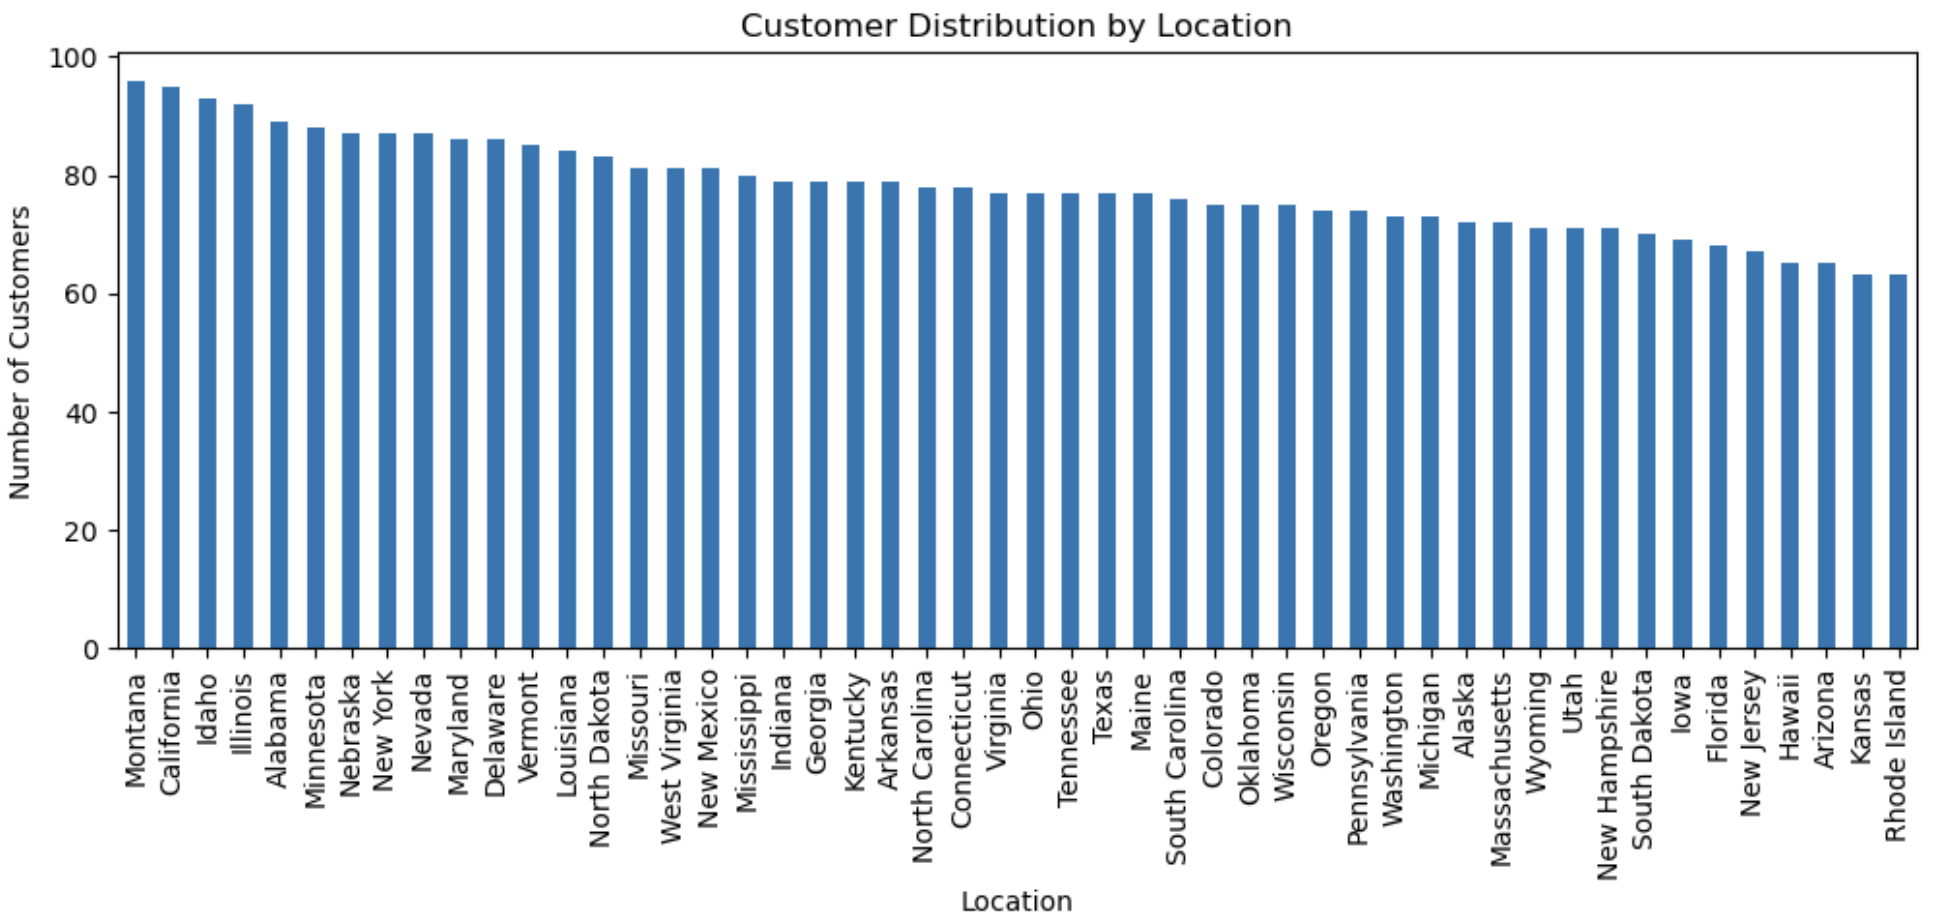 Customer Distribution by Location
Number of Customers
100
80
60
40
20
0
Montana
California
Idaho
Illinois
Alabama
Minnesota
Nebraska
New York
Nevada
Maryland
Delaware
Vermont
Louisiana
North Dakota
Missouri
West Virginia
New Mexico
Mississippi
Indiana
Georgia
Kentucky
Arkansas
North Carolina
Connecticut
Virginia
Ohio
Tennessee
Texas
Maine
South Carolina
Colorado
Oklahoma
Wisconsin
Oregon
Pennsylvania
Washington
Michigan
Alaska
Massachusetts
Wyoming
Utah
New Hampshire
South Dakota
Iowa
Florida
New Jersey
Hawaii
Arizona
Kansas
Rhode Island
Location